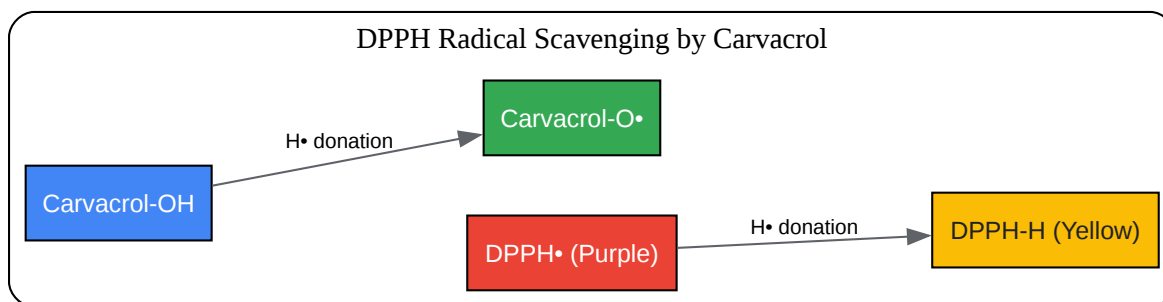 DPPH Radical Scavenging by Carvacrol
Carvacrol-OH
H• donation
Carvacrol-O•
DPPH• (Purple)
H• donation
DPPH-H (Yellow)